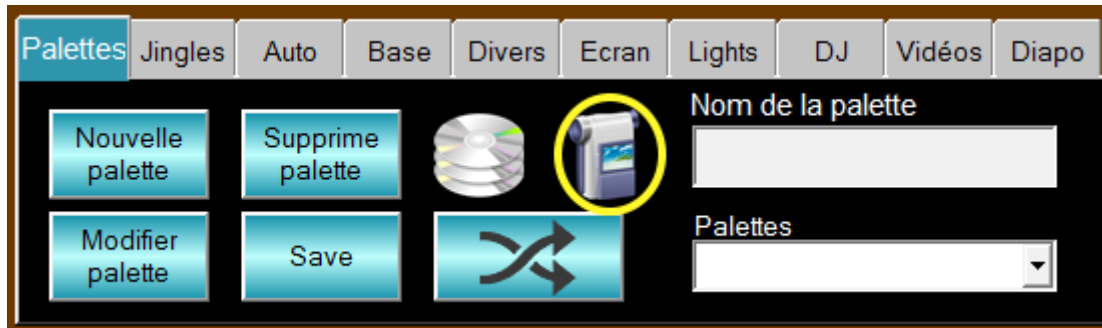 Palettes Jingles Auto Base Divers Ecran Lights DJ Vidéos Diapo
Nouvelle
palette
Supprime
palette
Nom de la palette
Modifier
palette
Save
Palettes